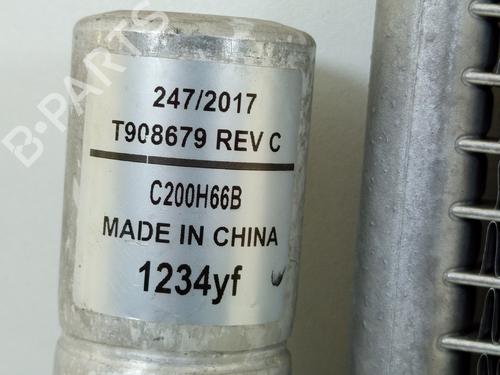 B-PARTS
247/2017
T908679 REV C
C200H66B
MADE IN CHINA
1234yf